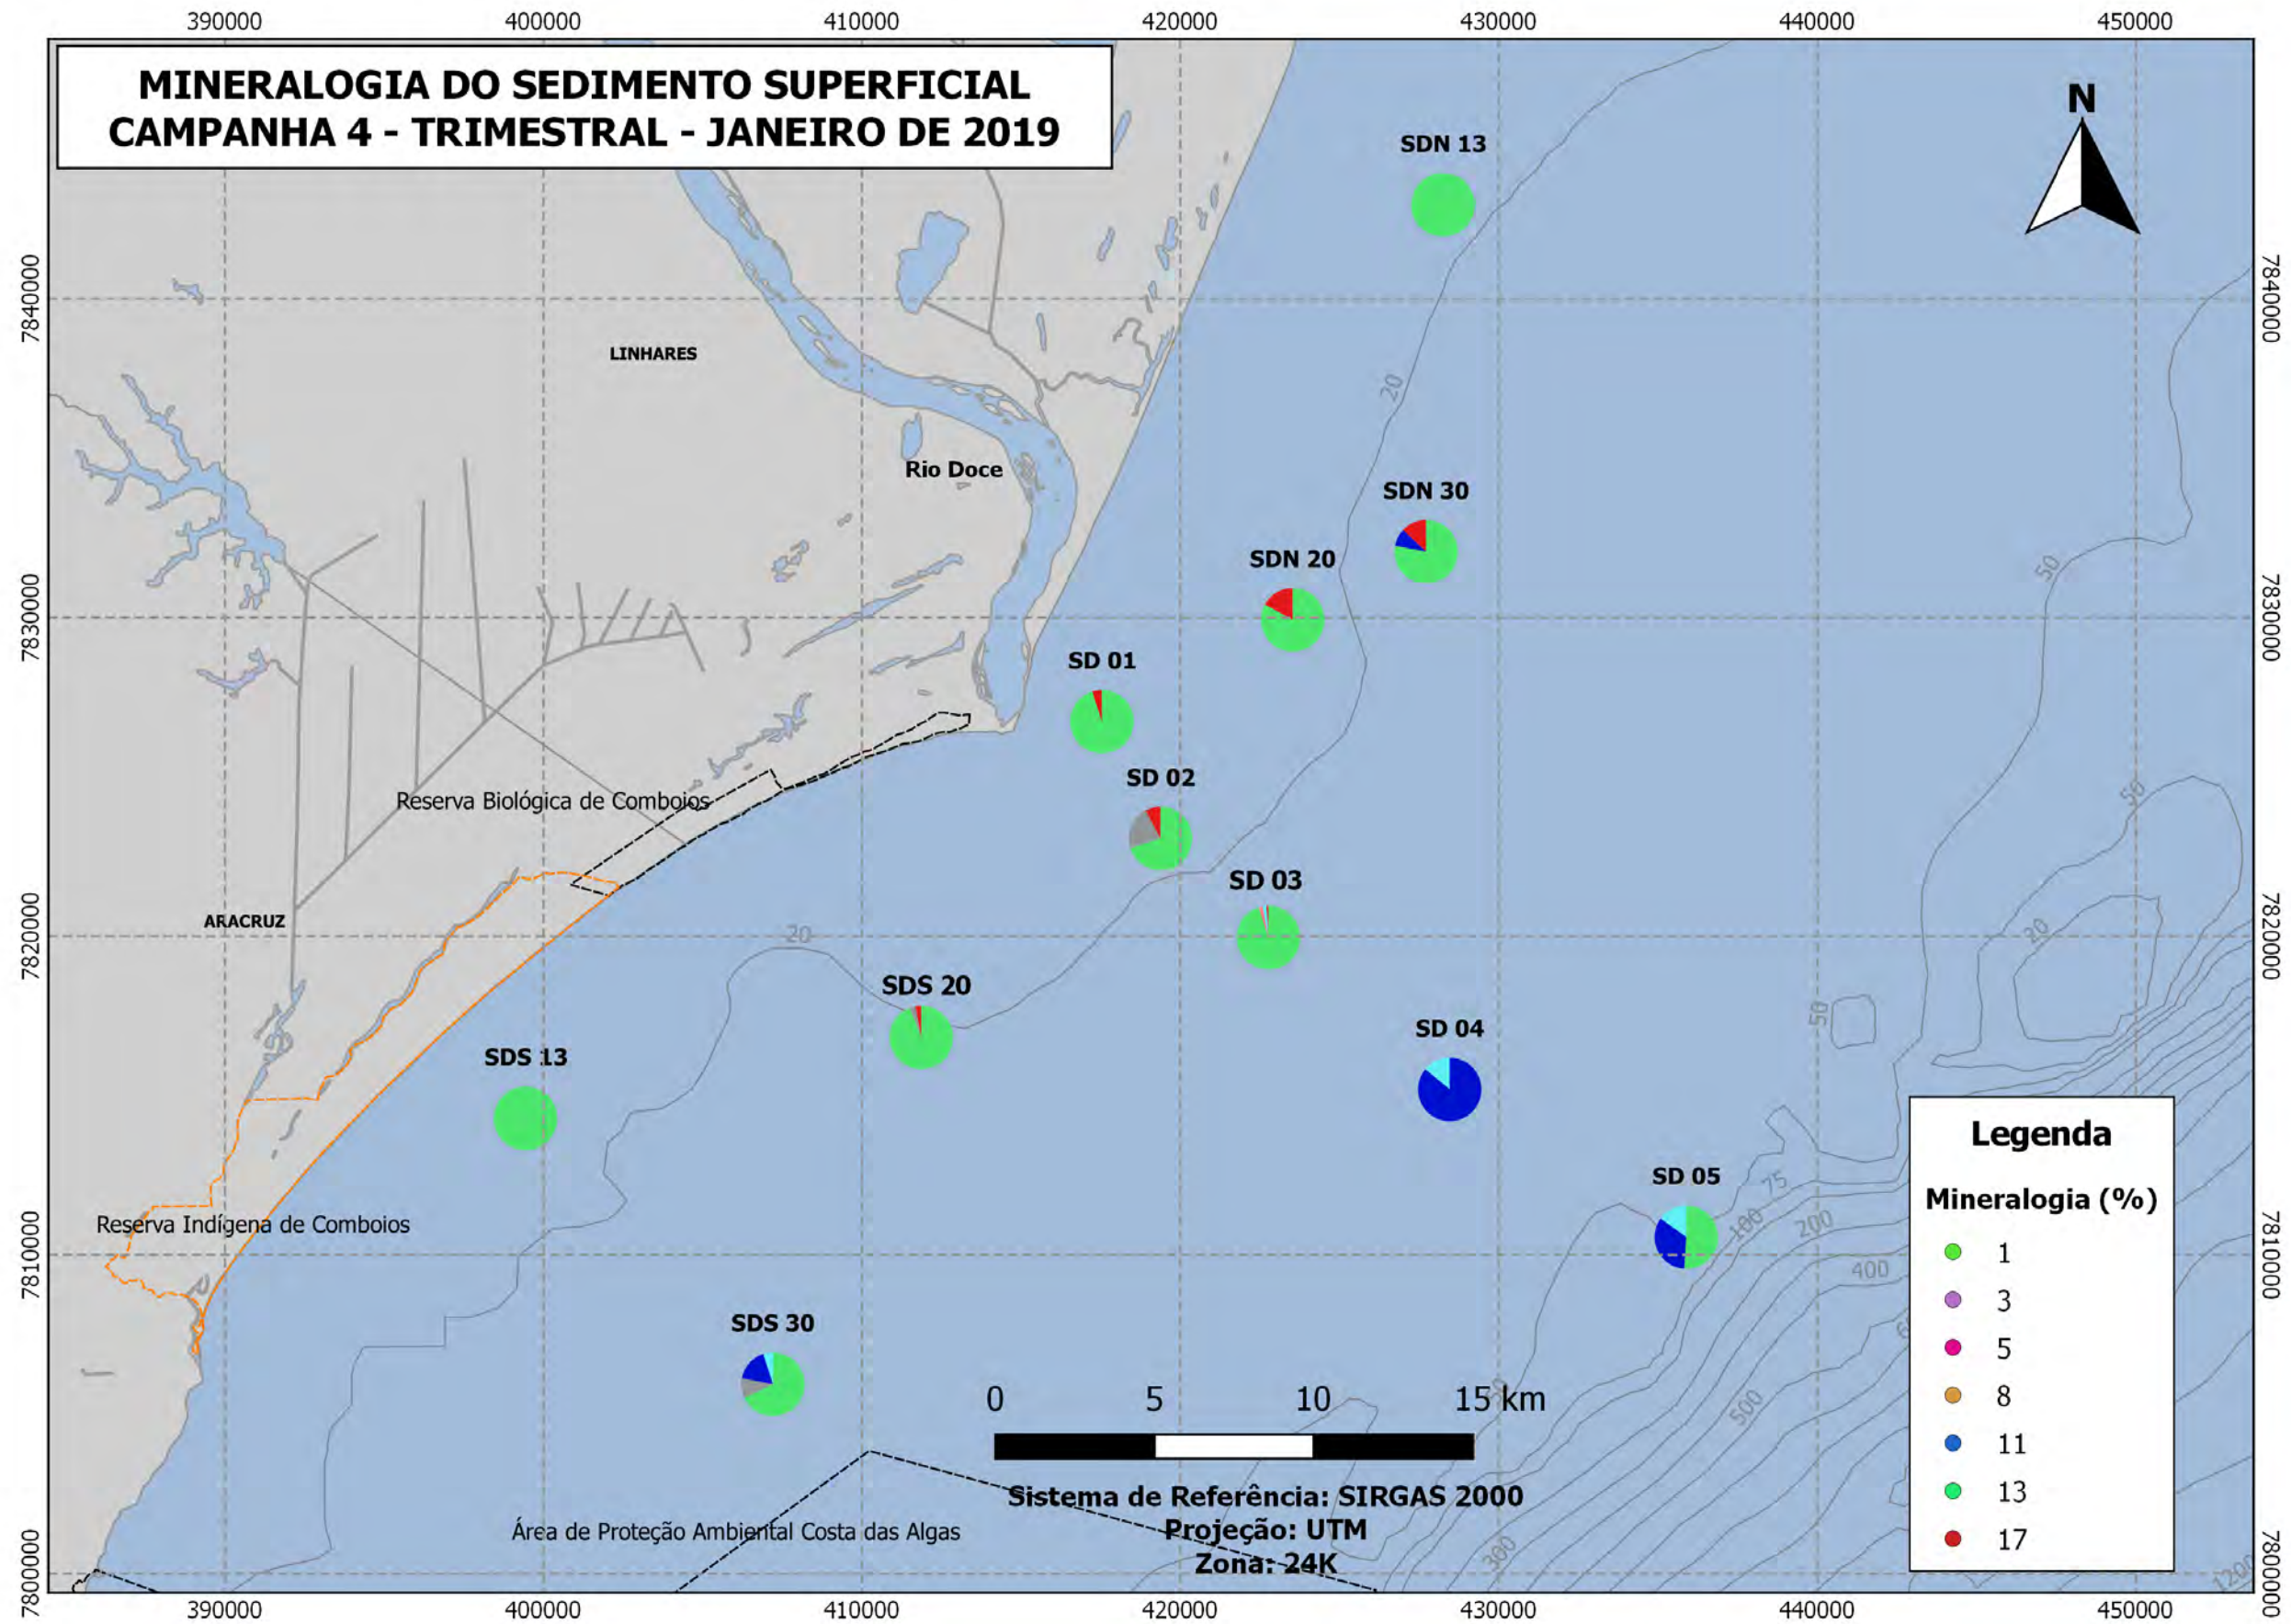 390000 400000 410000 420000 430000 440000 450000
MINERALOGIA DO SEDIMENTO SUPERFICIAL
CAMPANHA 4 - TRIMESTRAL - JANEIRO DE 2019
N
SDN 13
7840000 7840000
LINHARES
20
Rio Doce
SDN 30
SDN 20
50
7830000 7830000
SD 01
SD 02
50
Reserva Biológica de Comboios
SD 03
ARACRUZ
20
20
7820000 7820000
SDS 20
50
SD 04
SDS 13
SD 05
75
100
200
Reserva Indígena de Comboios
7810000 7810000
400
SDS 30
500
0 5 10 15 km
Sistema de Referência: SIRGAS 2000
Projeção: UTM
Zona: 24K
Área de Proteção Ambiental Costa das Algas
300
1200
7800000 7800000
Legenda
Mineralogia (%)
1
3
5
8
11
13
17
390000 400000 410000 420000 430000 440000 450000